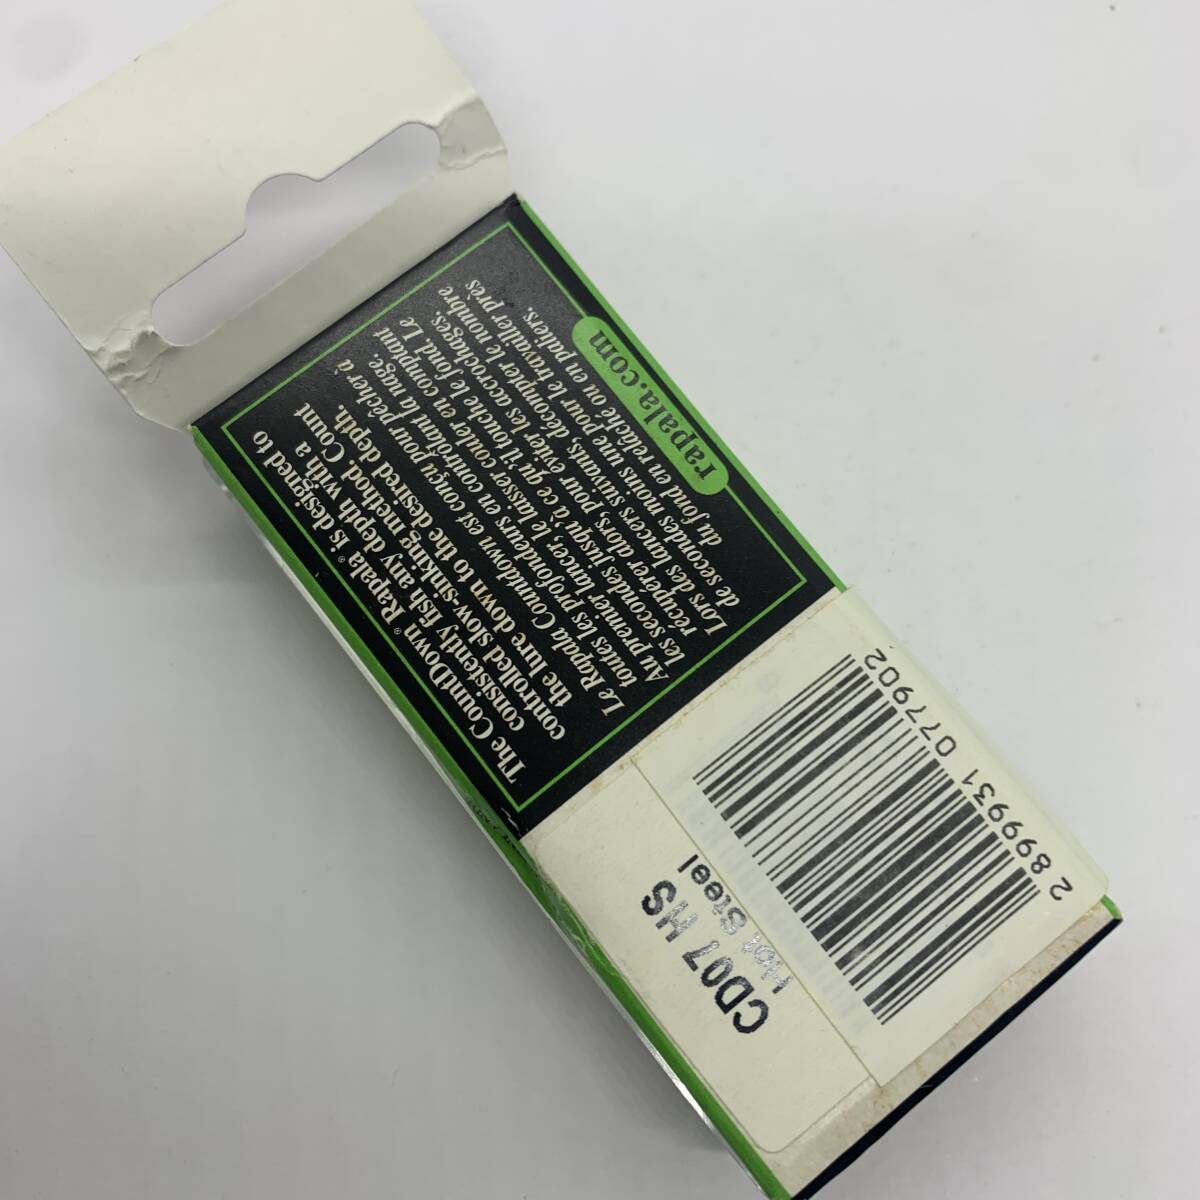 The CountDown® Rapala® is designed to
consistently fish any depth with a
controlled slow-sinking method. Count
the lure down to the desired depth.
Le Rapala Countdown est conçu pour pêcher à
toutes les profondeurs en contrôlant la nage.
Au premier lancer, le laisser couler en comptant
les secondes jusqu'à ce qu'il touche le fond. Le
récupérer alors, pour éviter les accrochages.
Lors des lancers suivants, décompter le nombre
de secondes moins une pour le travailler près
du fond en relâche ou en paliers.
rapala.com
CD07 HS
Hot Steel
2 899931 077902